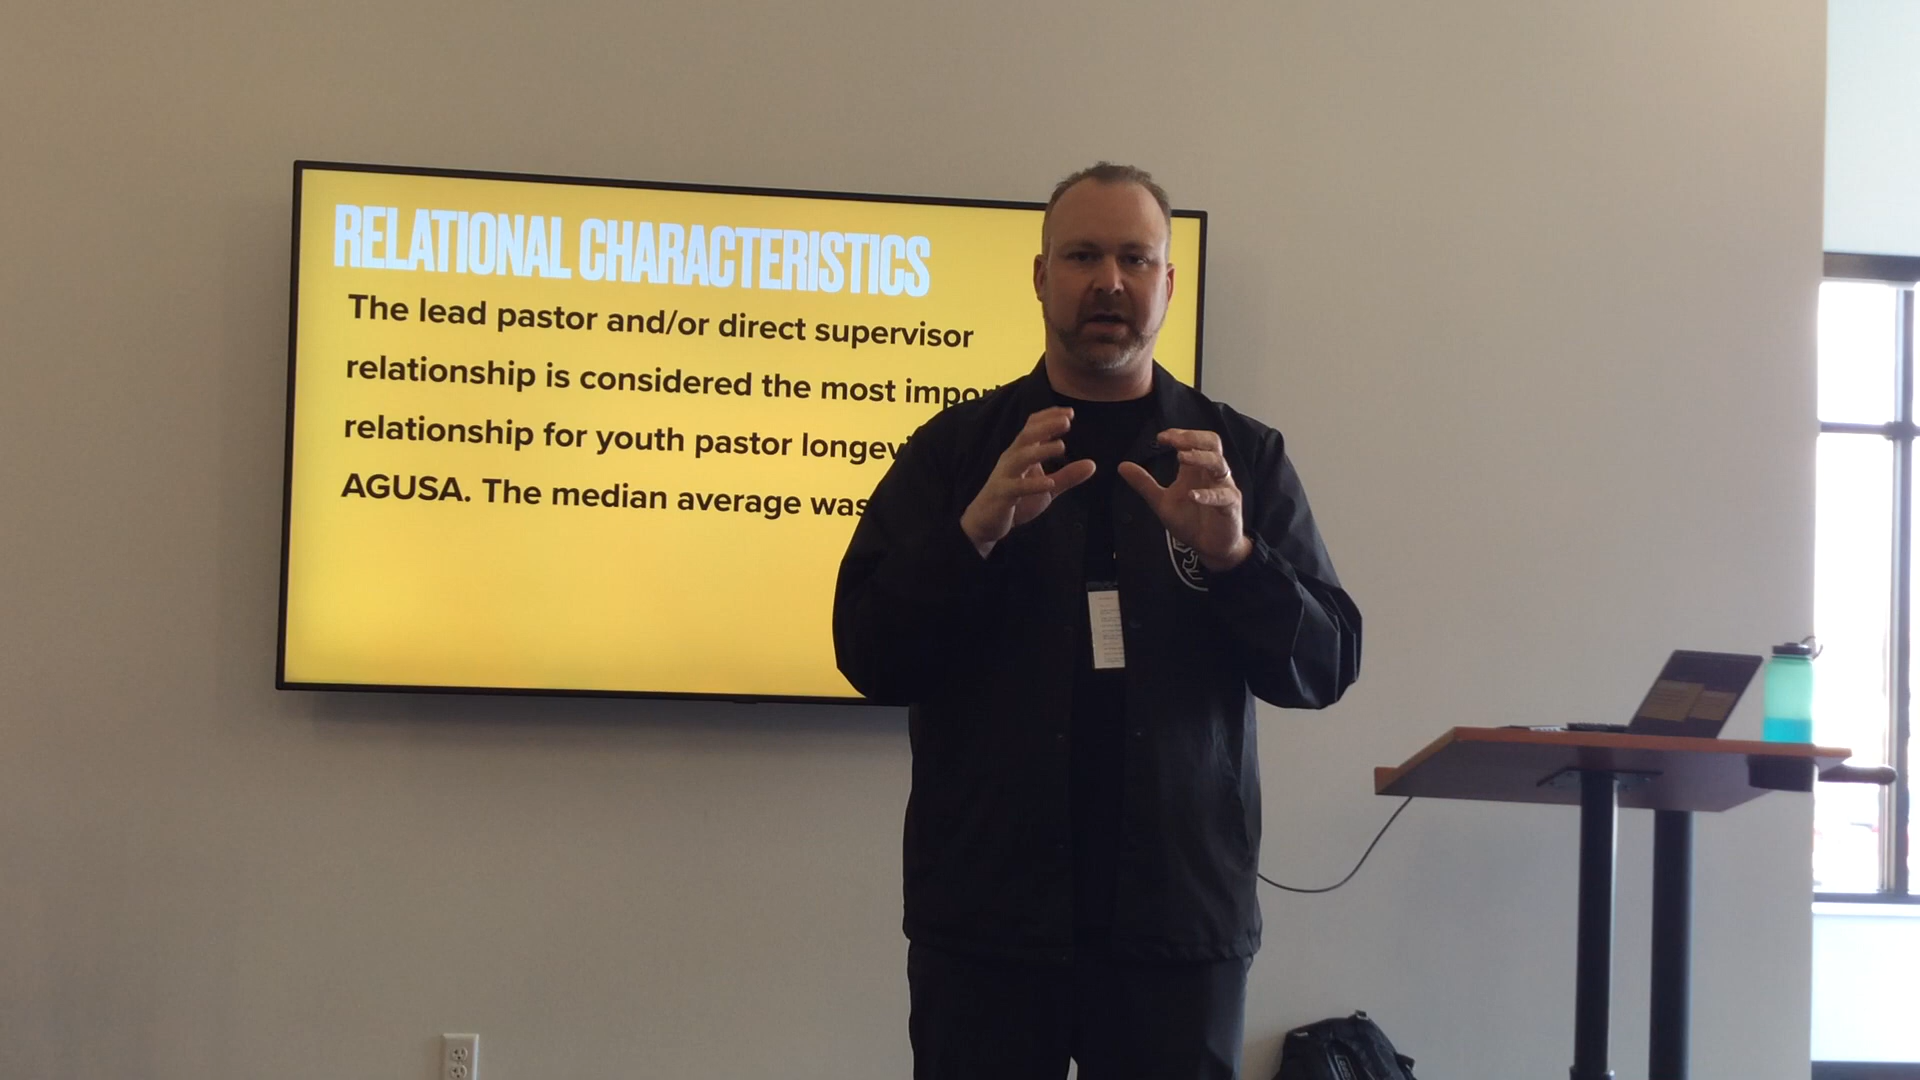 RELATIONAL CHARACTERISTICS
The lead pastor and/or direct supervisor
relationship is considered the most
relationship for youth pastor
AGUSA. The median average was